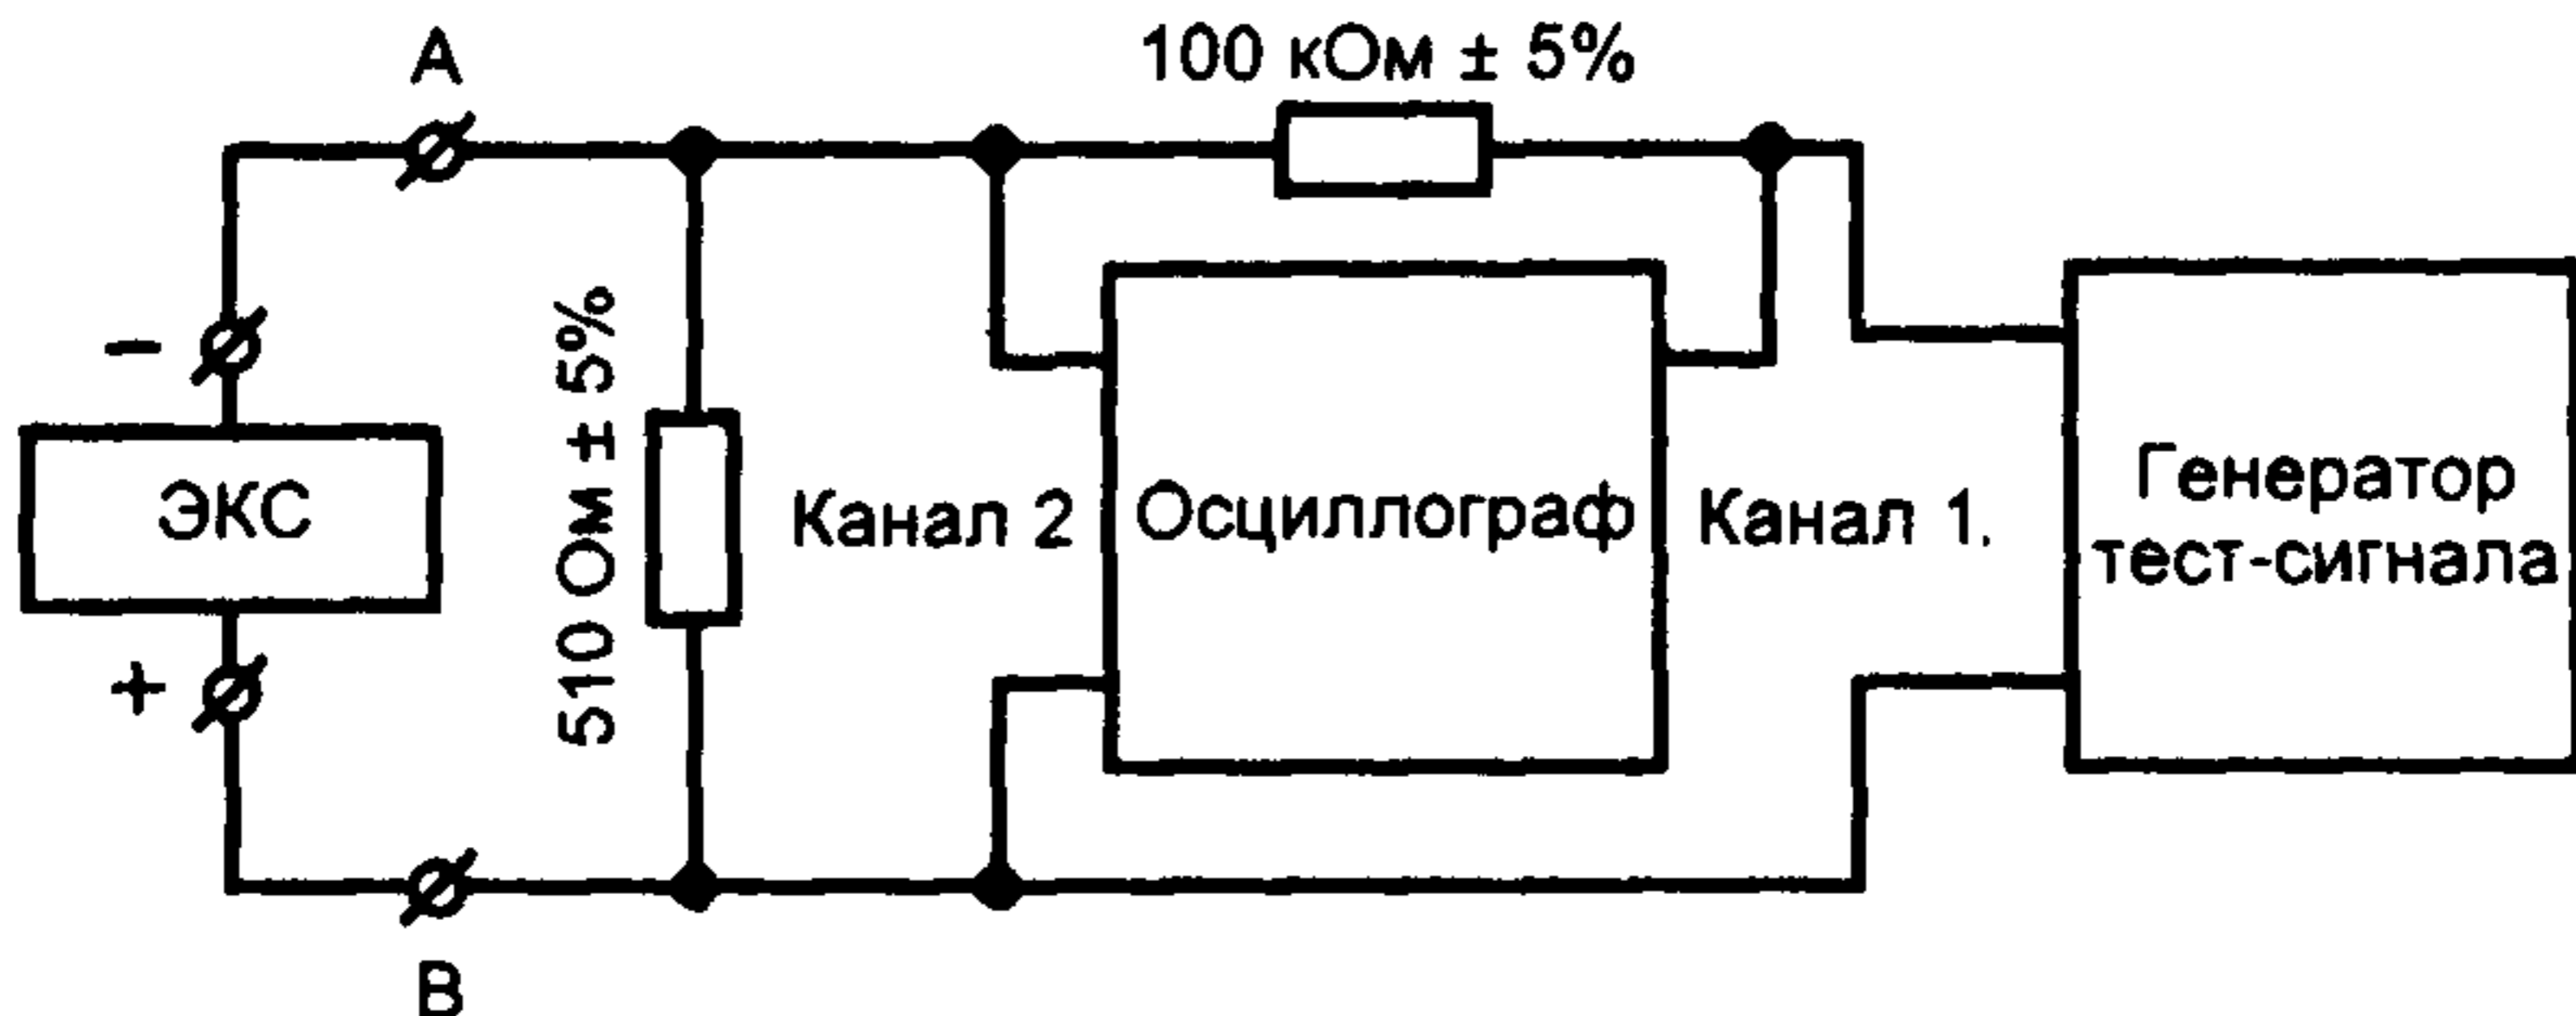 А
100 кОм ± 5%
−
ЭКС
+
510 Ом ± 5%
Канал 2
Осциллограф
Канал 1.
Генератор
тест-сигнала
В